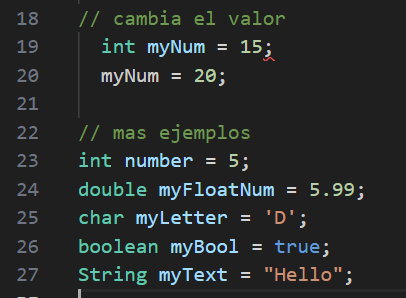 18 // cambia el valor
19 int myNum = 15;
20 myNum = 20;
21
22 // mas ejemplos
23 int number = 5;
24 double myFloatNum = 5.99;
25 char myLetter = 'D';
26 boolean myBool = true;
27 String myText = "Hello";